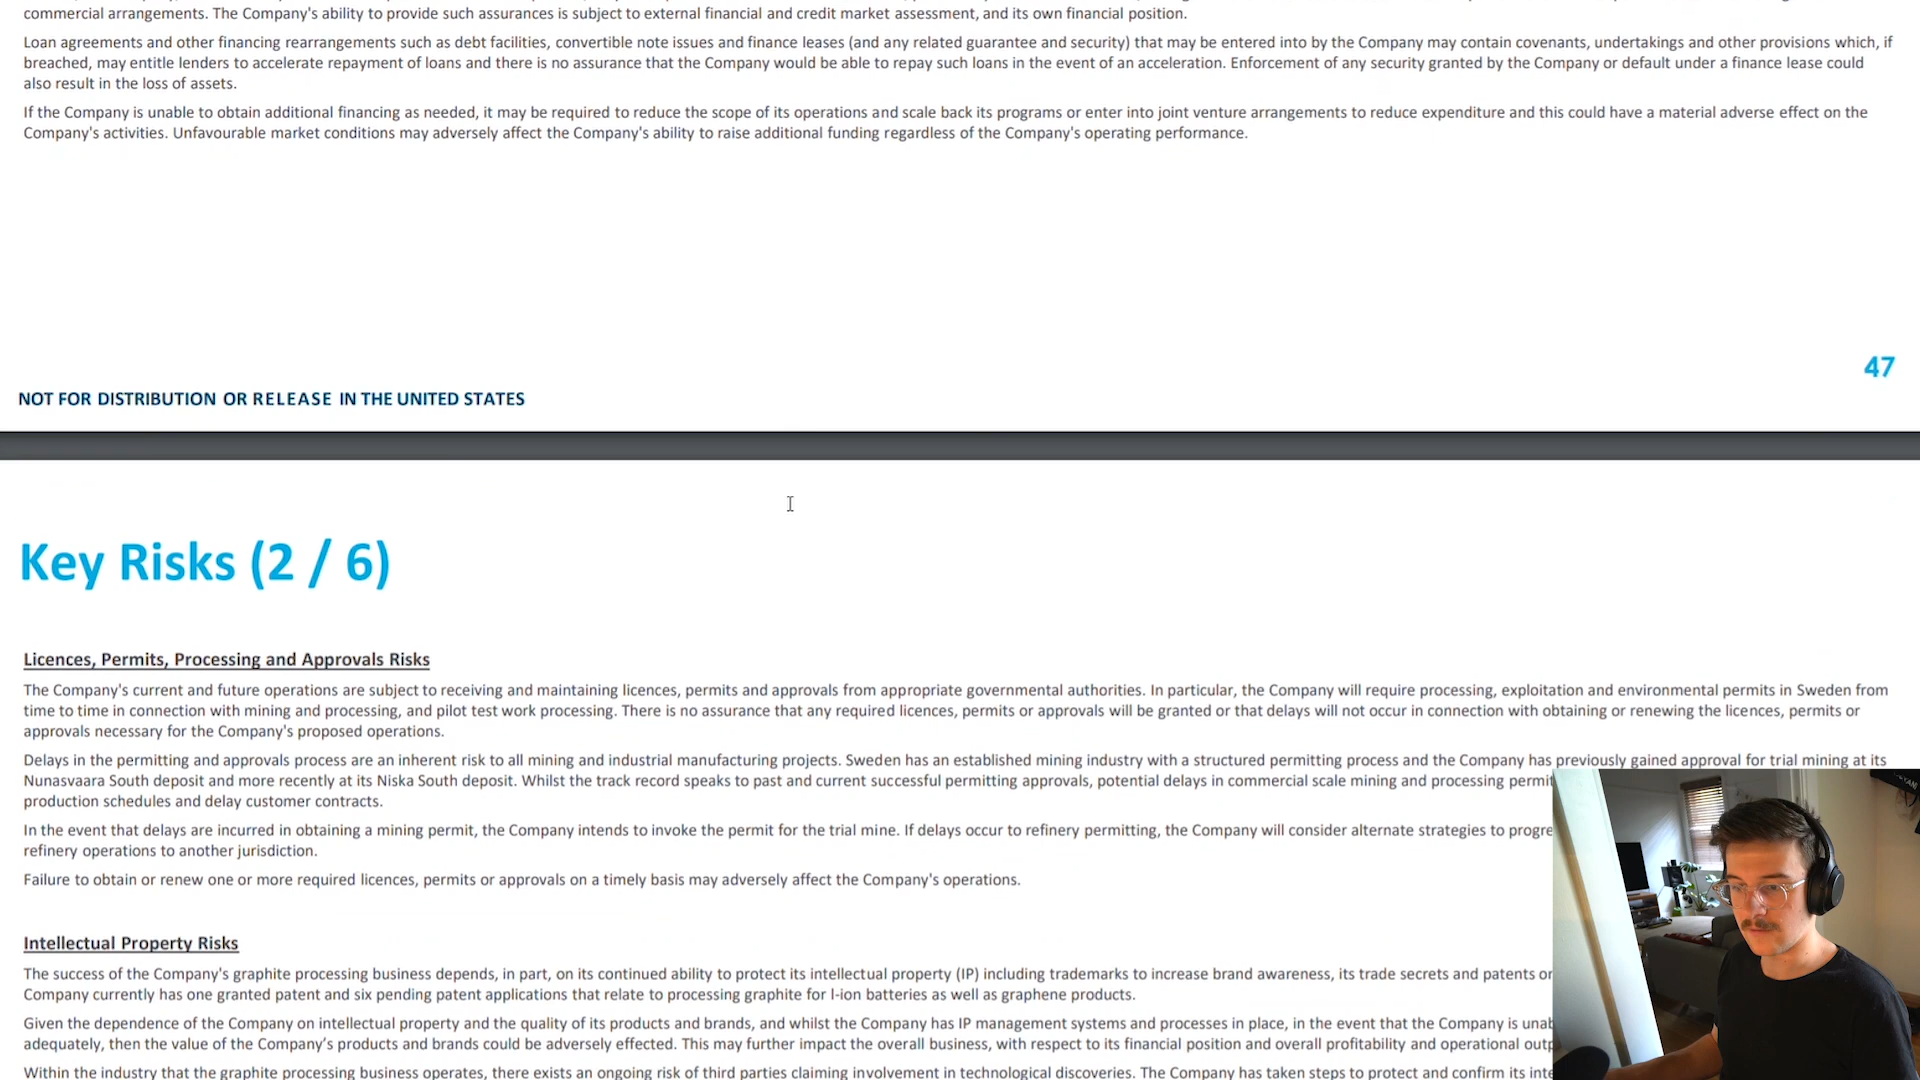 commercial arrangements. The Company's ability to provide such assurances is subject to external financial and credit market assessment, and its own financial position.
Loan agreements and other financing rearrangements such as debt facilities, convertible note issues and finance leases (and any related guarantee and security) that may be entered into by the Company may contain covenants, undertakings and other provisions which, if
breached, may entitle lenders to accelerate repayment of loans and there is no assurance that the Company would be able to repay such loans in the event of an acceleration. Enforcement of any security granted by the Company or default under a finance lease could
also result in the loss of assets.
If the Company is unable to obtain additional financing as needed, it may be required to reduce the scope of its operations and scale back its programs or enter into joint venture arrangements to reduce expenditure and this could have a material adverse effect on the
Company's activities. Unfavourable market conditions may adversely affect the Company's ability to raise additional funding regardless of the Company's operating performance.
47
NOT FOR DISTRIBUTION OR RELEASE IN THE UNITED STATES
Key Risks (2 / 6)
Licences, Permits, Processing and Approvals Risks
The Company's current and future operations are subject to receiving and maintaining licences, permits and approvals from appropriate governmental authorities. In particular, the Company will require processing, exploitation and environmental permits in Sweden from
time to time in connection with mining and processing, and pilot test work processing. There is no assurance that any required licences, permits or approvals will be granted or that delays will not occur in connection with obtaining or renewing the licences, permits or
approvals necessary for the Company's proposed operations.
Delays in the permitting and approvals process are an inherent risk to all mining and industrial manufacturing projects. Sweden has an established mining industry with a structured permitting process and the Company has previously gained approval for trial mining at its
Nunasvaara South deposit and more recently at its Niska South deposit. Whilst the track record speaks to past and current successful permitting approvals, potential delays in commercial scale mining and processing
production schedules and delay customer contracts.
In the event that delays are incurred in obtaining a mining permit, the Company intends to invoke the permit for the trial mine. If delays occur to refinery permitting, the Company will consider alternate strategies to
refinery operations to another jurisdiction.
Failure to obtain or renew one or more required licences, permits or approvals on a timely basis may adversely affect the Company's operations.
Intellectual Property Risks
The success of the Company's graphite processing business depends, in part, on its continued ability to protect its intellectual property (IP) including trademarks to increase brand awareness, its trade secrets and patents
Company currently has one granted patent and six pending patent applications that relate to processing graphite for l-ion batteries as well as graphene products.
Given the dependence of the Company on intellectual property and the quality of its products and brands, and whilst the Company has IP management systems and processes in place, in the event that the Company is
adequately, then the value of the Company's products and brands could be adversely effected. This may further impact the overall business, with respect to its financial position and overall profitability and operational
Within the industry that the graphite processing business operates, there exists an ongoing risk of third parties claiming involvement in technological discoveries. The Company has taken steps to protect and confirm its